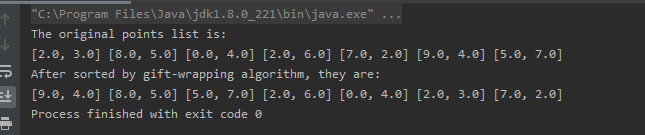 "C:\Program Files\Java\jdk1.8.0_221\bin\java.exe" ...
The original points list is:
[2.0, 3.0] [8.0, 5.0] [0.0, 4.0] [2.0, 6.0] [7.0, 2.0] [9.0, 4.0] [5.0, 7.0]
After sorted by gift-wrapping algorithm, they are:
[9.0, 4.0] [8.0, 5.0] [5.0, 7.0] [2.0, 6.0] [0.0, 4.0] [2.0, 3.0] [7.0, 2.0]
Process finished with exit code 0